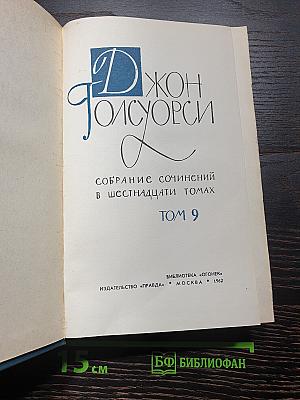 Джон
Голсуорси
СОБРАНИЕ СОЧИНЕНИЙ
В ШЕСТНАДЦАТИ ТОМАХ
ТОМ 9
БИБЛИОТЕКА «ОГОНЕК»
ИЗДАТЕЛЬСТВО «ПРАВДА» • МОСКВА • 1962
15 см
БФ БИБЛИОФАН